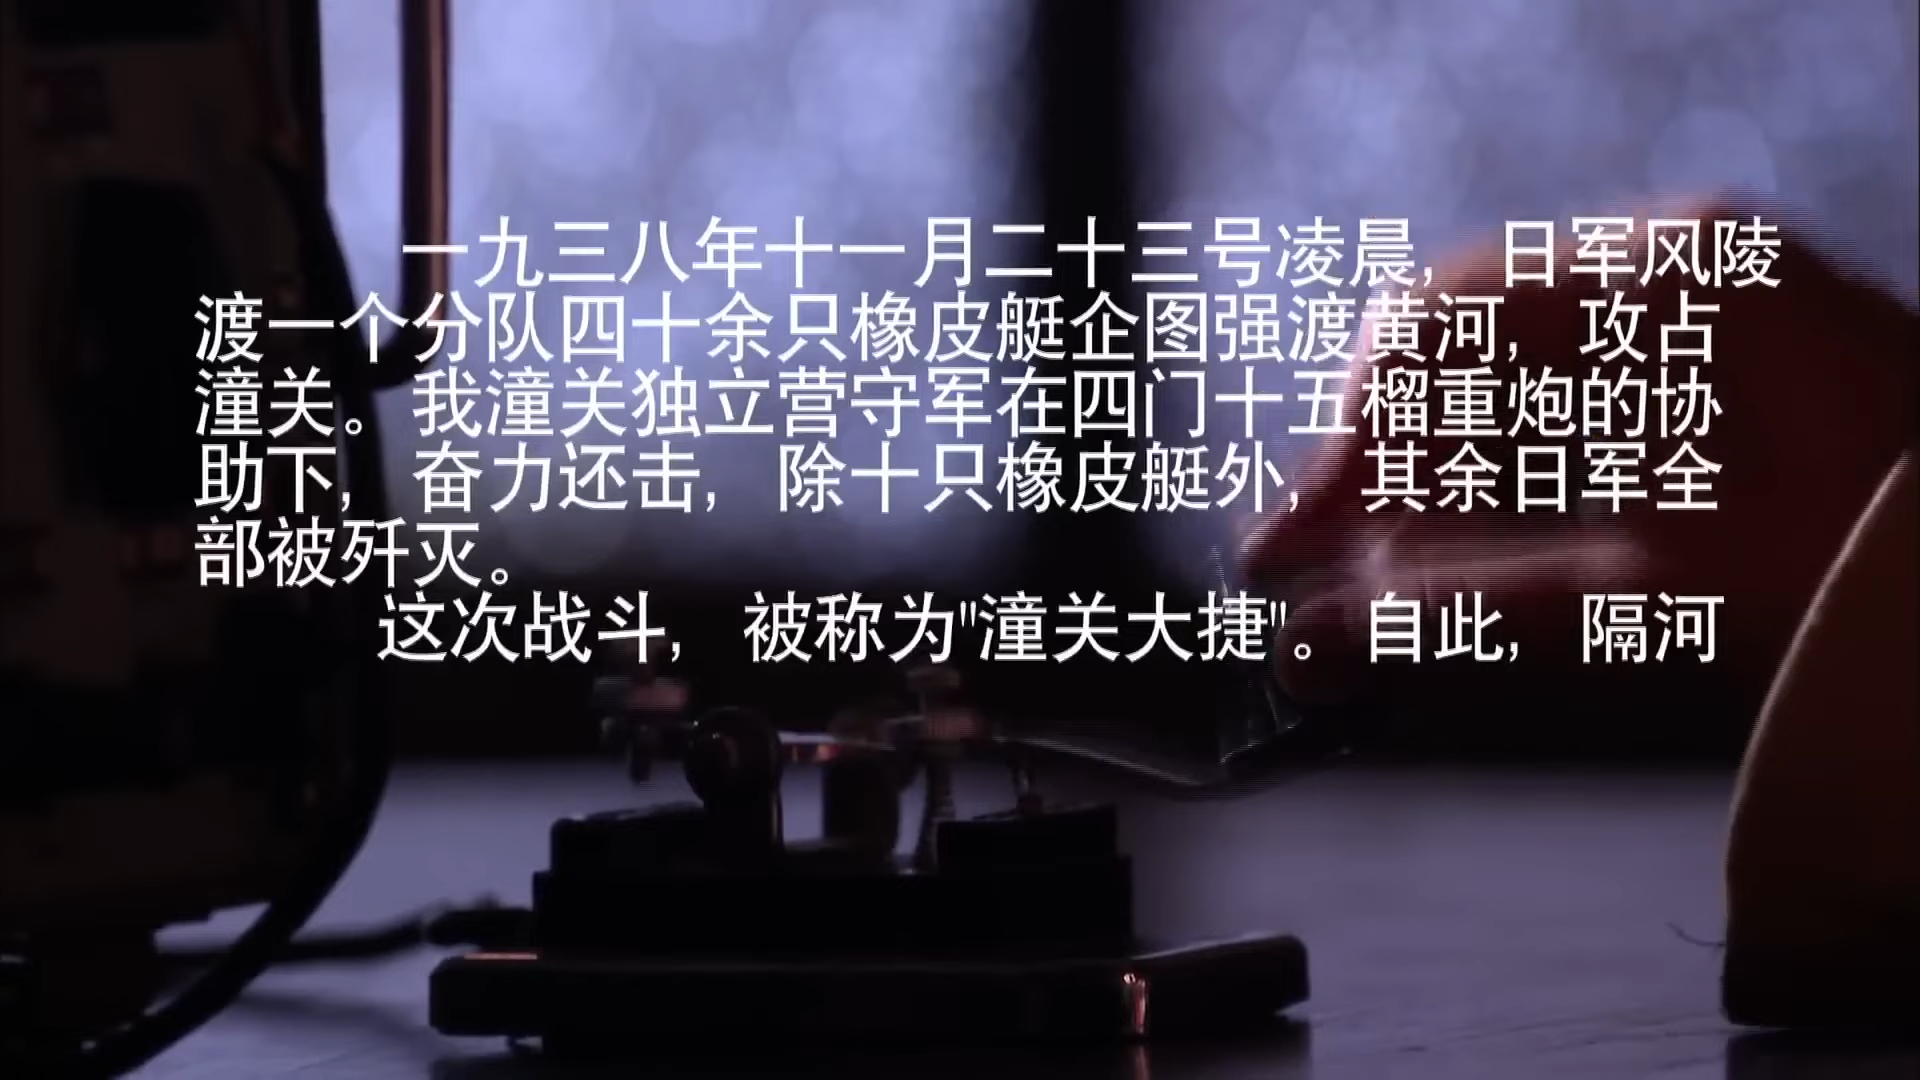 一九三八年十一月二十三号凌晨，日军风陵
渡一个分队四十余只橡皮艇企图强渡黄河，攻占
潼关。我潼关独立营守军在四门十五榴重炮的协
助下，奋力还击，除十只橡皮艇外，其余日军全
部被歼灭。
这次战斗，被称为"潼关大捷"。自此，隔河